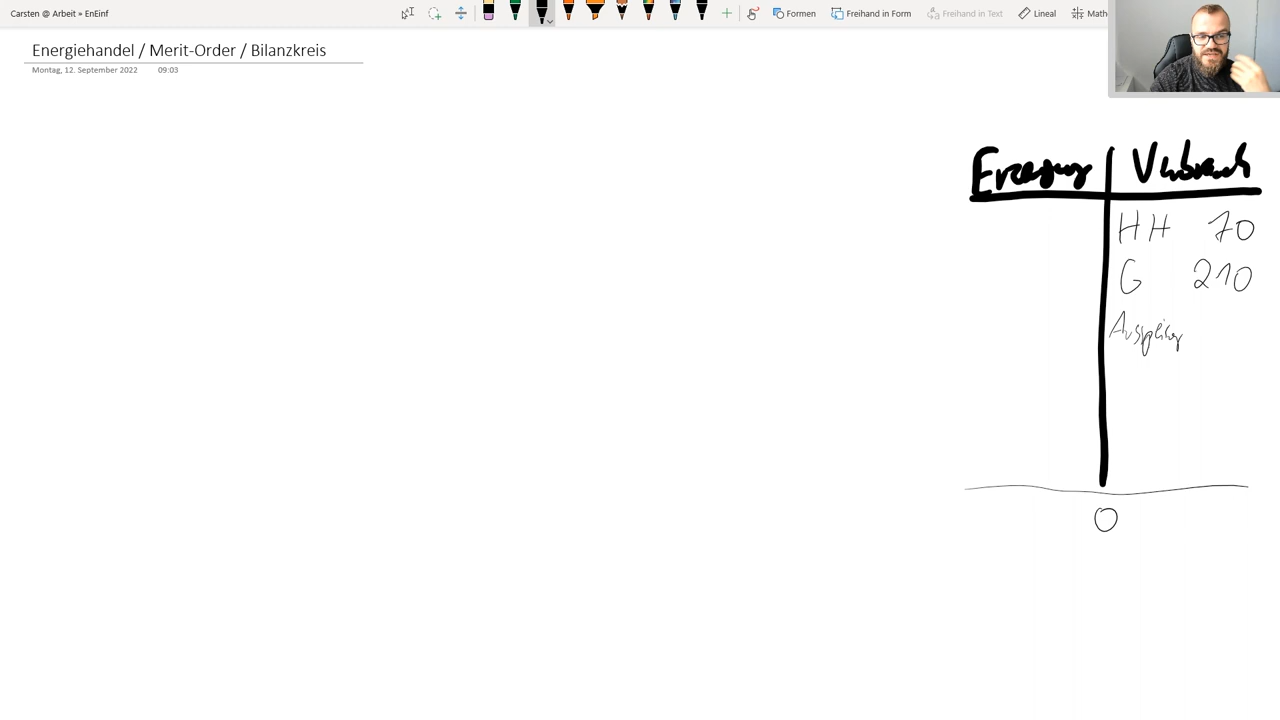 Carsten @ Arbeit » EnEinf
Formen
Freihand in Form
Freihand in Text
Lineal
Math
Energiehandel / Merit-Order / Bilanzkreis
Montag, 12. September 2022 09:03
Erzeugung Verbrauch
HH 70
G 210
Ausspeisung
0